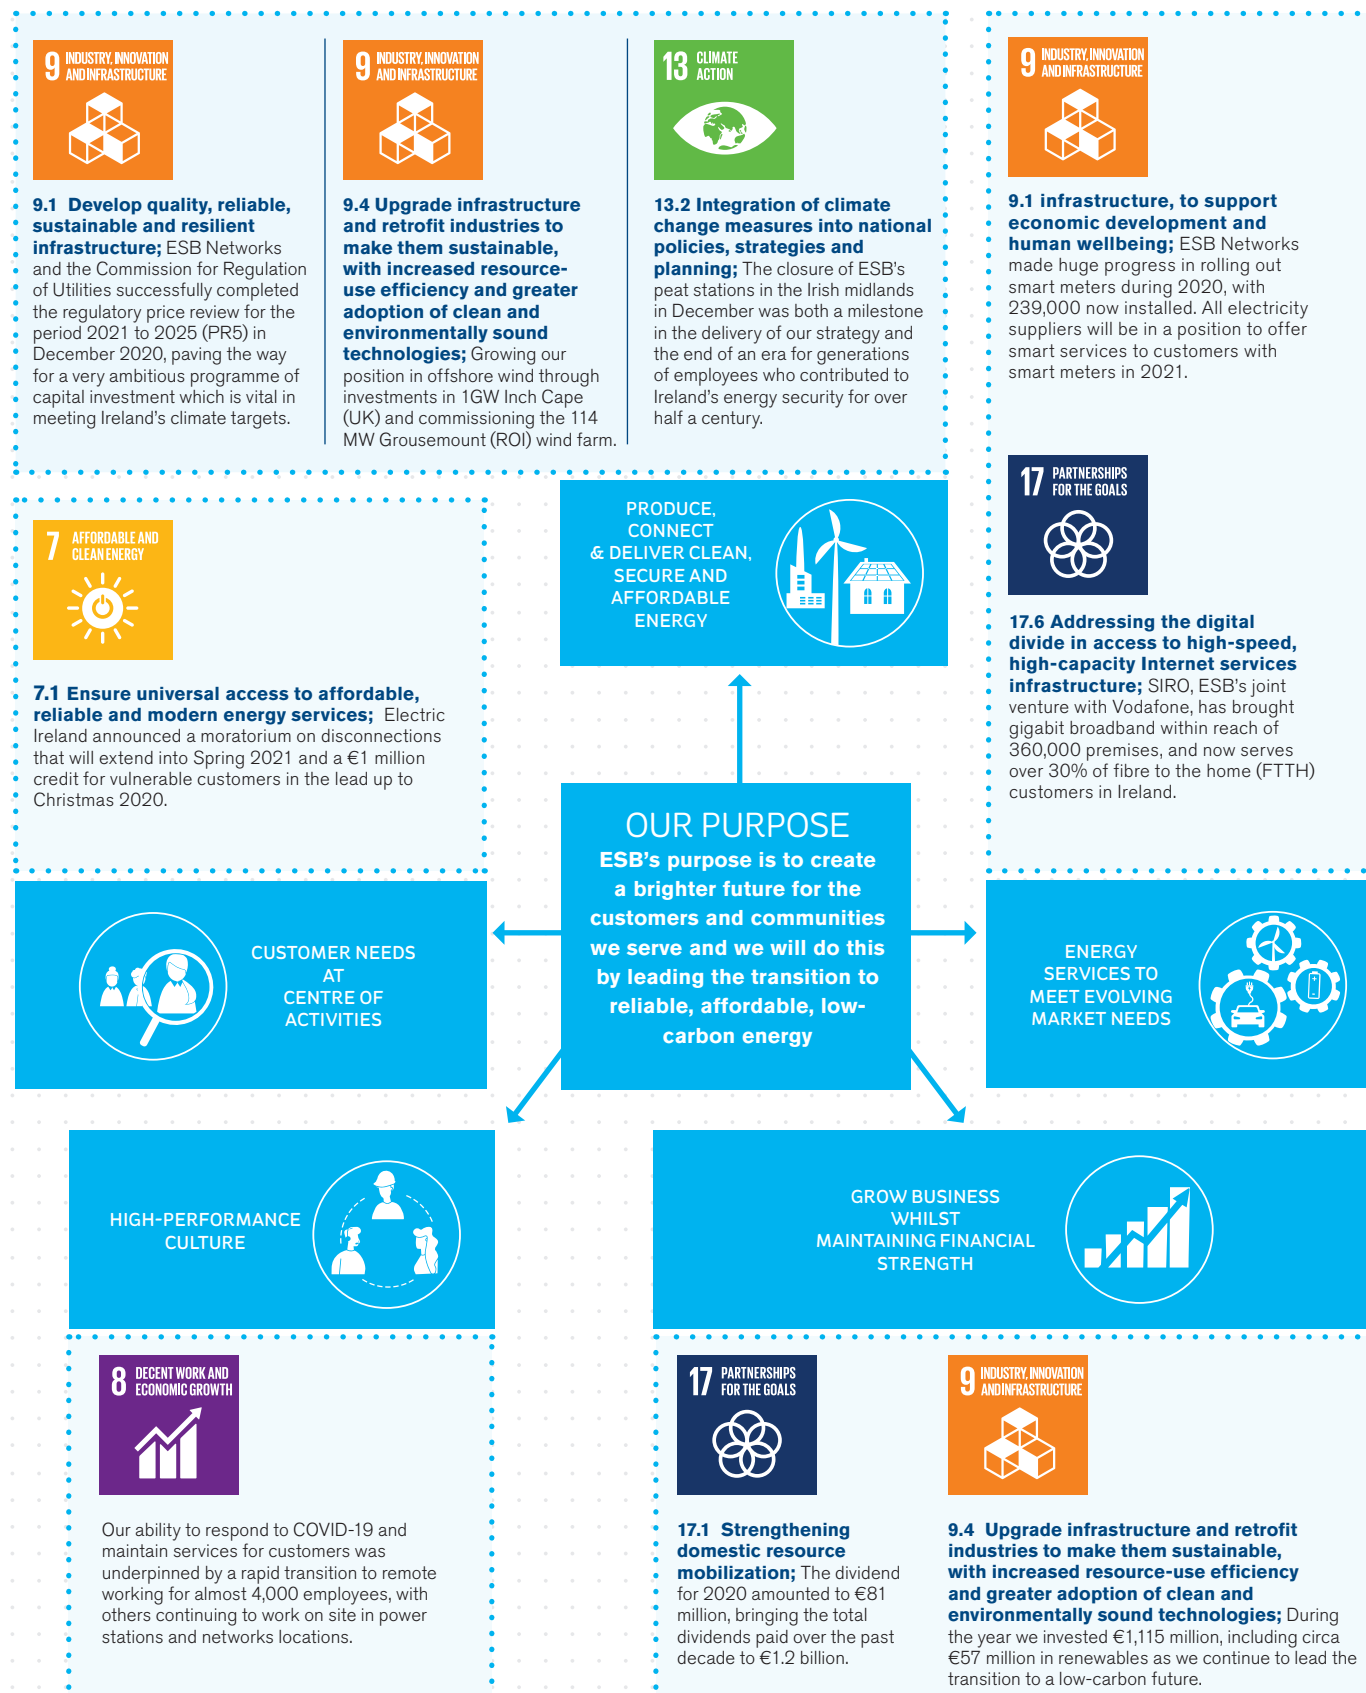 9 INDUSTRY, INNOVATION
AND INFRASTRUCTURE
9.1 Develop quality, reliable,
sustainable and resilient
infrastructure; ESB Networks
and the Commission for Regulation
of Utilities successfully completed
the regulatory price review for the
period 2021 to 2025 (PR5) in
December 2020, paving the way
for a very ambitious programme of
capital investment which is vital in
meeting Ireland's climate targets.
9 INDUSTRY, INNOVATION
AND INFRASTRUCTURE
9.4 Upgrade infrastructure
and retrofit industries to
make them sustainable,
with increased resource-
use efficiency and greater
adoption of clean and
environmentally sound
technologies; Growing our
position in offshore wind through
investments in 1GW Inch Cape
(UK) and commissioning the 114
MW Grousemount (ROI) wind farm.
13 CLIMATE
ACTION
13.2 Integration of climate
change measures into national
policies, strategies and
planning; The closure of ESB's
peat stations in the Irish midlands
in December was both a milestone
in the delivery of our strategy and
the end of an era for generations
of employees who contributed to
Ireland's energy security for over
half a century.
9 INDUSTRY, INNOVATION
AND INFRASTRUCTURE
9.1 infrastructure, to support
economic development and
human wellbeing; ESB Networks
made huge progress in rolling out
smart meters during 2020, with
239,000 now installed. All electricity
suppliers will be in a position to offer
smart services to customers with
smart meters in 2021.
17 PARTNERSHIPS
FOR THE GOALS
17.6 Addressing the digital
divide in access to high-speed,
high-capacity Internet services
infrastructure; SIRO, ESB's joint
venture with Vodafone, has brought
gigabit broadband within reach of
360,000 premises, and now serves
over 30% of fibre to the home (FTTH)
customers in Ireland.
7 AFFORDABLE AND
CLEAN ENERGY
7.1 Ensure universal access to affordable,
reliable and modern energy services; Electric
Ireland announced a moratorium on disconnections
that will extend into Spring 2021 and a €1 million
credit for vulnerable customers in the lead up to
Christmas 2020.
PRODUCE,
CONNECT
& DELIVER CLEAN,
SECURE AND
AFFORDABLE
ENERGY
OUR PURPOSE
ESB's purpose is to create
a brighter future for the
customers and communities
we serve and we will do this
by leading the transition to
reliable, affordable, low-
carbon energy
CUSTOMER NEEDS
AT
CENTRE OF
ACTIVITIES
ENERGY
SERVICES TO
MEET EVOLVING
MARKET NEEDS
HIGH-PERFORMANCE
CULTURE
GROW BUSINESS
WHILST
MAINTAINING FINANCIAL
STRENGTH
8 DECENT WORK AND
ECONOMIC GROWTH
Our ability to respond to COVID-19 and
maintain services for customers was
underpinned by a rapid transition to remote
working for almost 4,000 employees, with
others continuing to work on site in power
stations and networks locations.
17 PARTNERSHIPS
FOR THE GOALS
17.1 Strengthening
domestic resource
mobilization; The dividend
for 2020 amounted to €81
million, bringing the total
dividends paid over the past
decade to €1.2 billion.
9 INDUSTRY, INNOVATION
AND INFRASTRUCTURE
9.4 Upgrade infrastructure and retrofit
industries to make them sustainable,
with increased resource-use efficiency
and greater adoption of clean and
environmentally sound technologies; During
the year we invested €1,115 million, including circa
€57 million in renewables as we continue to lead the
transition to a low-carbon future.